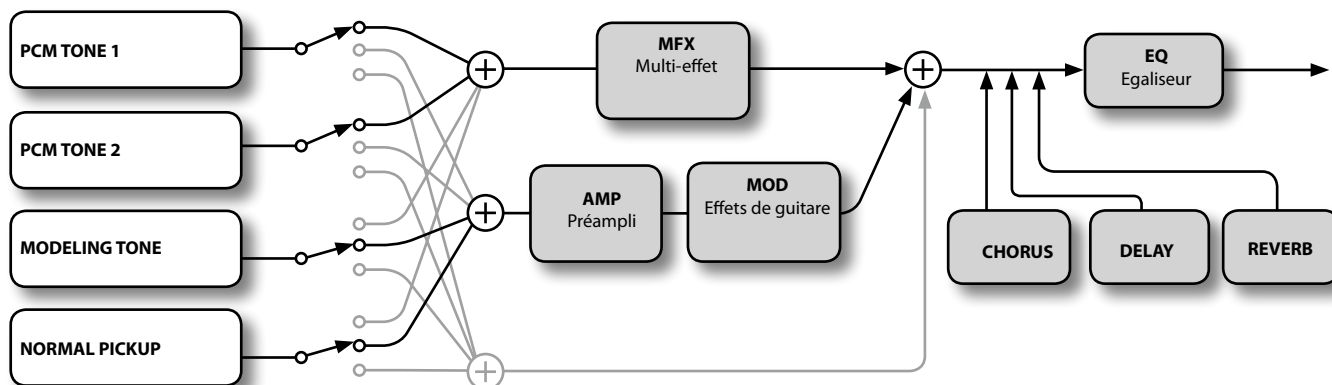 PCM TONE 1
PCM TONE 2
MODELING TONE
NORMAL PICKUP
MFX
Multi-effet
AMP
Préampli
MOD
Effets de guitare
EQ
Egaliseur
CHORUS
DELAY
REVERB